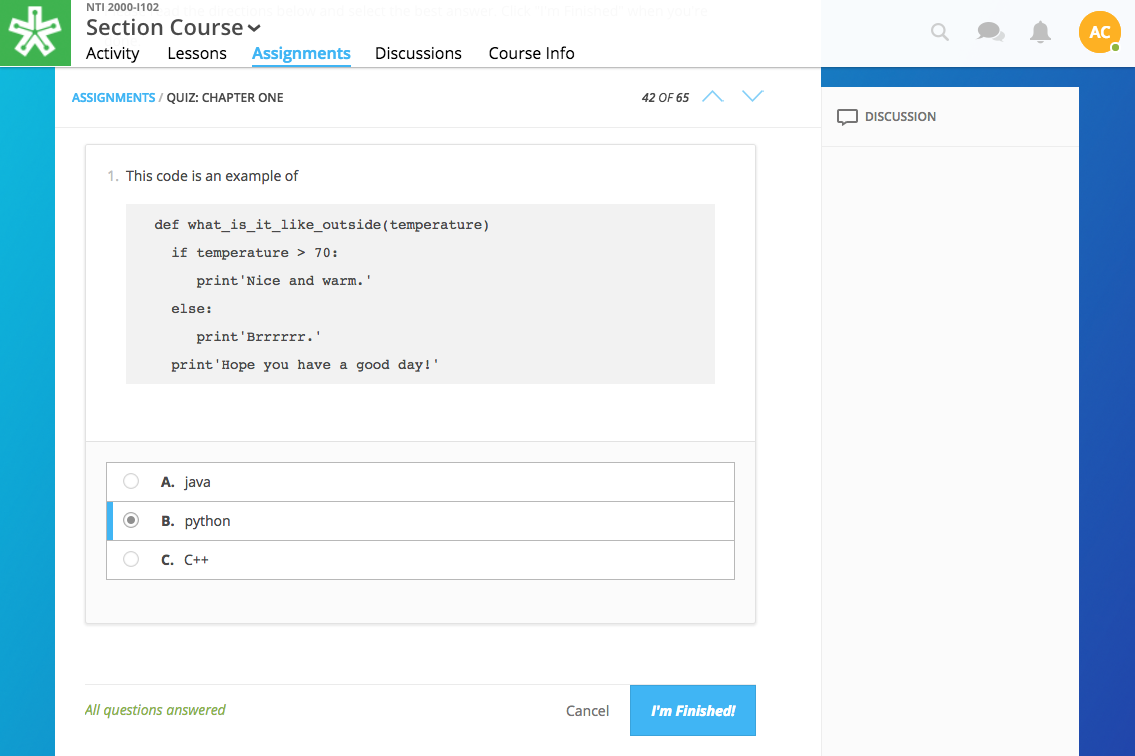 NTI 2000-I102
Section Course
Activity Lessons Assignments Discussions Course Info
AC
ASSIGNMENTS / QUIZ: CHAPTER ONE
42 OF 65
DISCUSSION
1. This code is an example of
def what_is_it_like_outside(temperature)
if temperature > 70:
print'Nice and warm.'
else:
print'Brrrrrr.'
print'Hope you have a good day!'
A. java
B. python
C. C++
All questions answered
Cancel
I'm Finished!